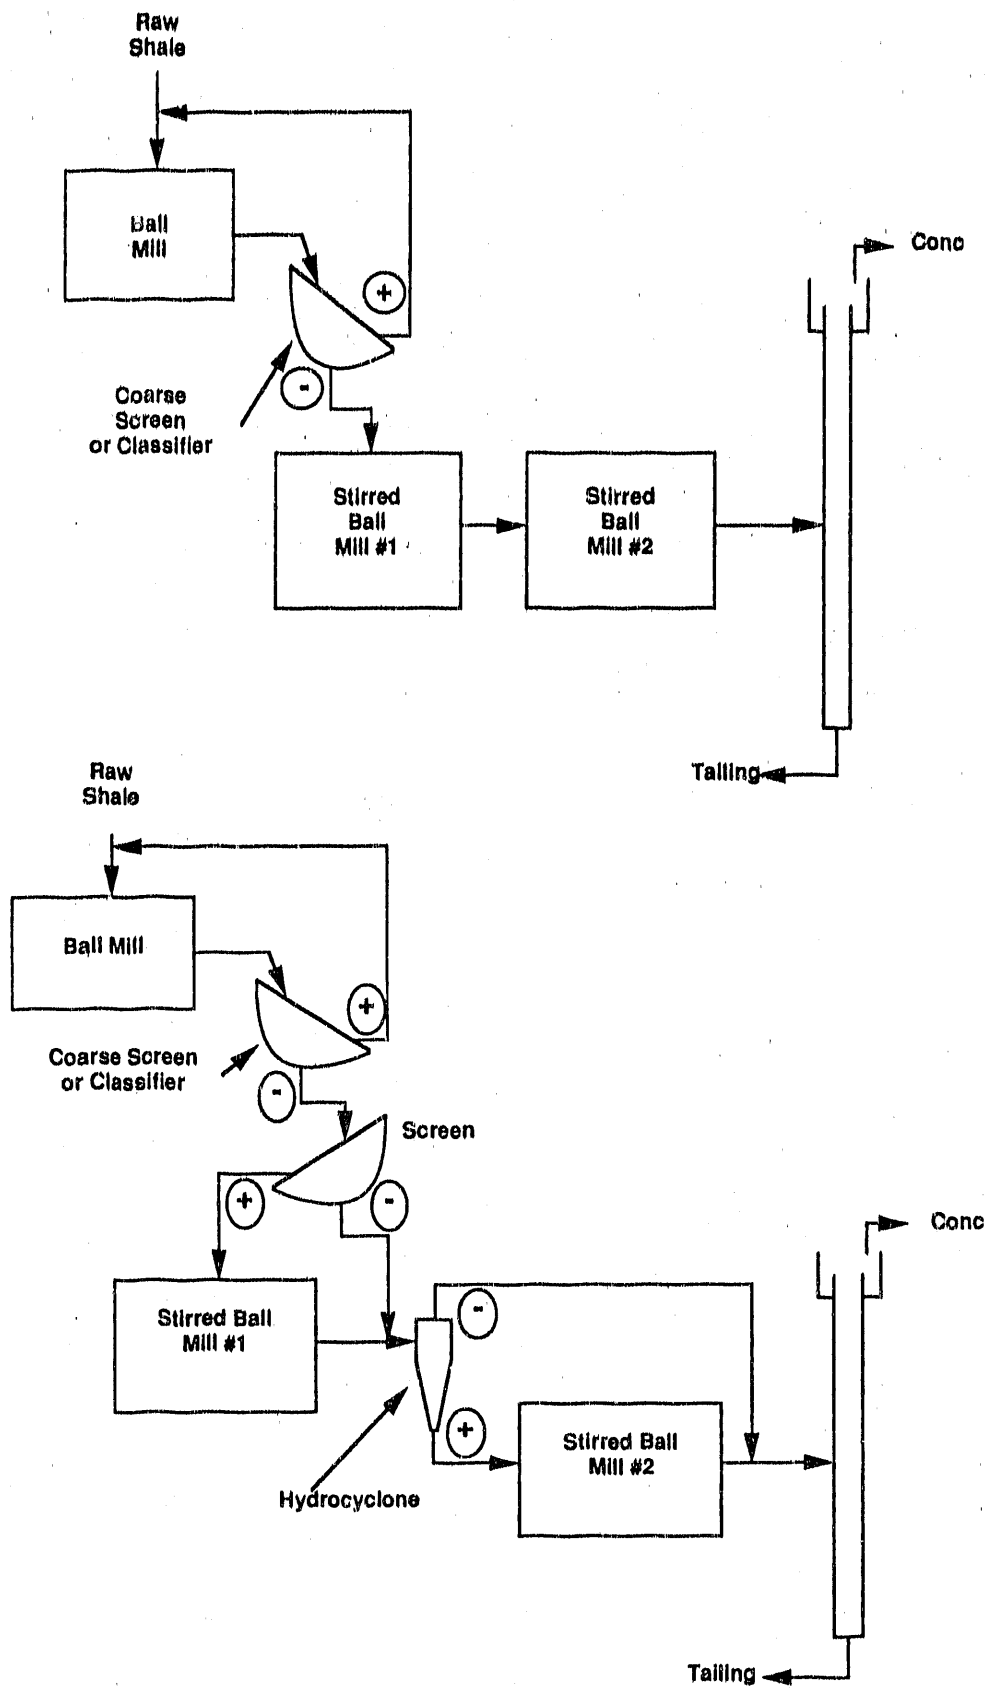 Raw
Shale
Ball
Mill
+
Conc
-
Coarse
Screen
or Classifier
Stirred
Ball
Mill #1
Stirred
Ball
Mill #2
Tailing
Raw
Shale
Ball Mill
+
Coarse Screen
or Classifier
-
Screen
+
-
Conc
Stirred Ball
Mill #1
-
+
Stirred Ball
Mill #2
Hydrocyclone
Tailing